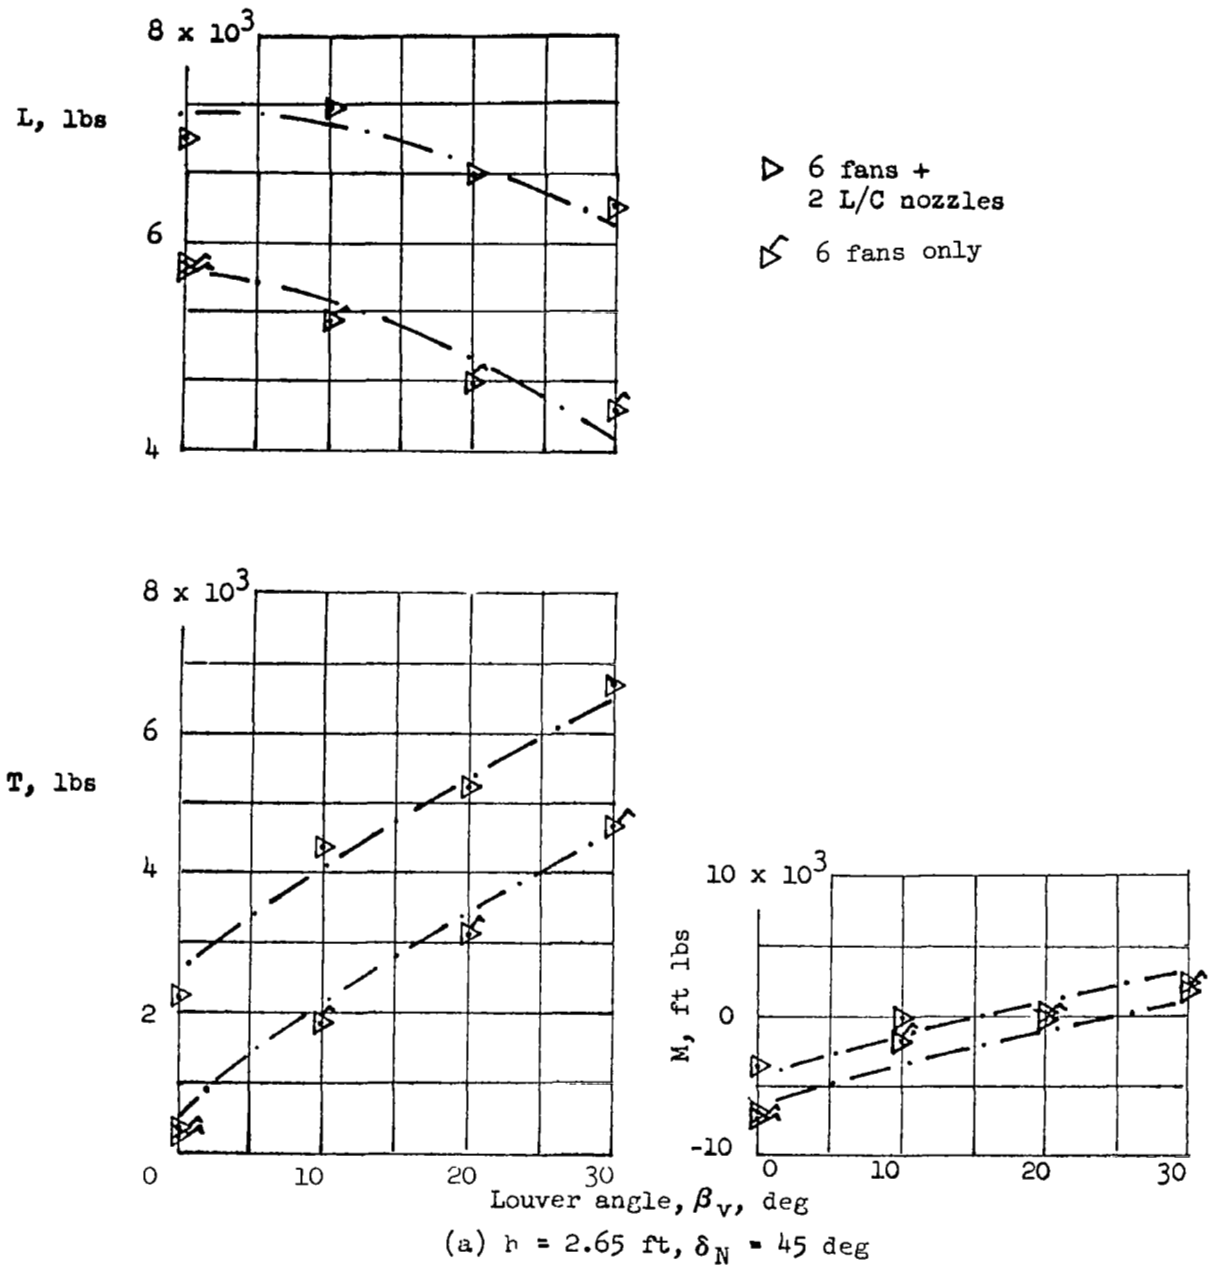 8 x 10³
L, lbs
6
4
6 fans +
2 L/C nozzles
6 fans only
8 x 10³
6
T, lbs
4
2
0 10 20 30
10 x 10³
M, ft lbs
0
-10
0 10 20 30
Louver angle, βᵥ, deg
(a) h = 2.65 ft, δ_N = 45 deg